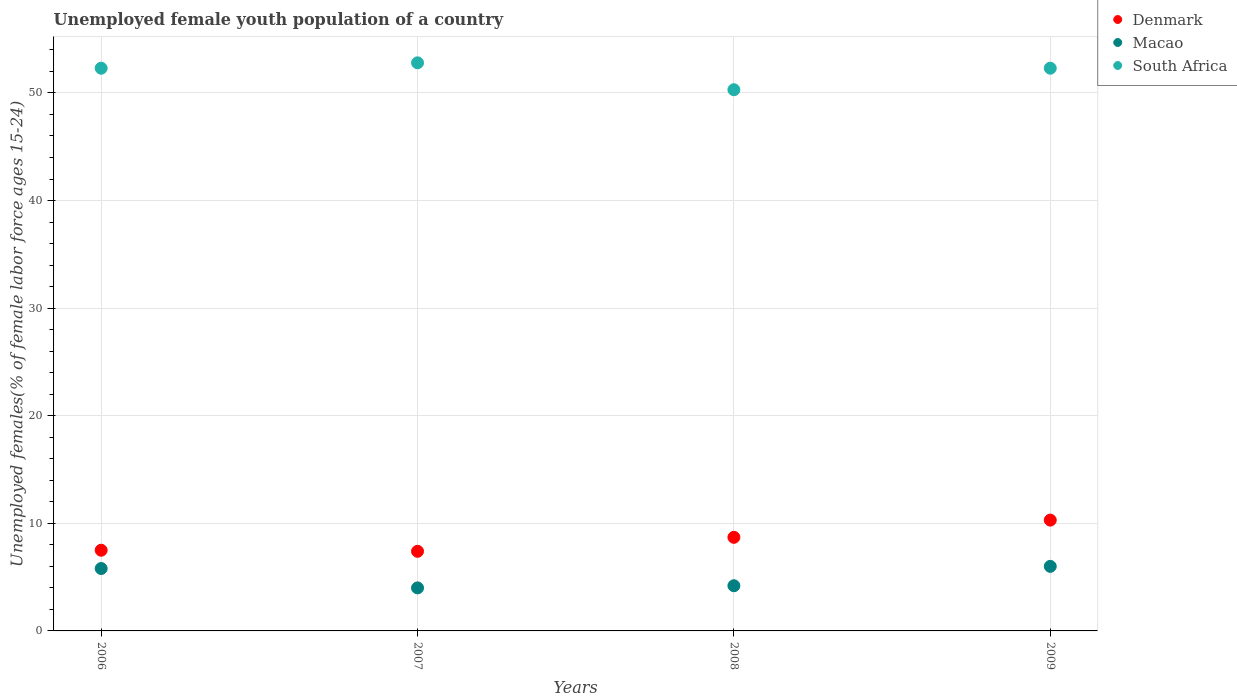 Unemployed female youth population of a country
Denmark
Macao
South Africa
Unemployed females(% of female labor force ages 15-24)
50
40
30
20
10
0
2006
2007
2008
2009
Years